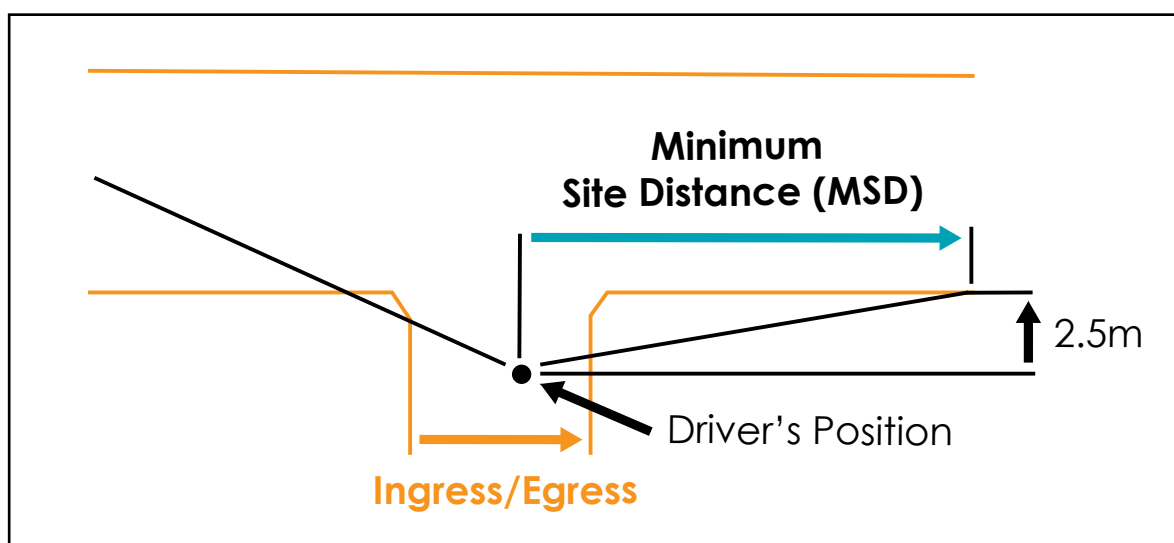 Minimum
Site Distance (MSD)
2.5m
Driver’s Position
Ingress/Egress